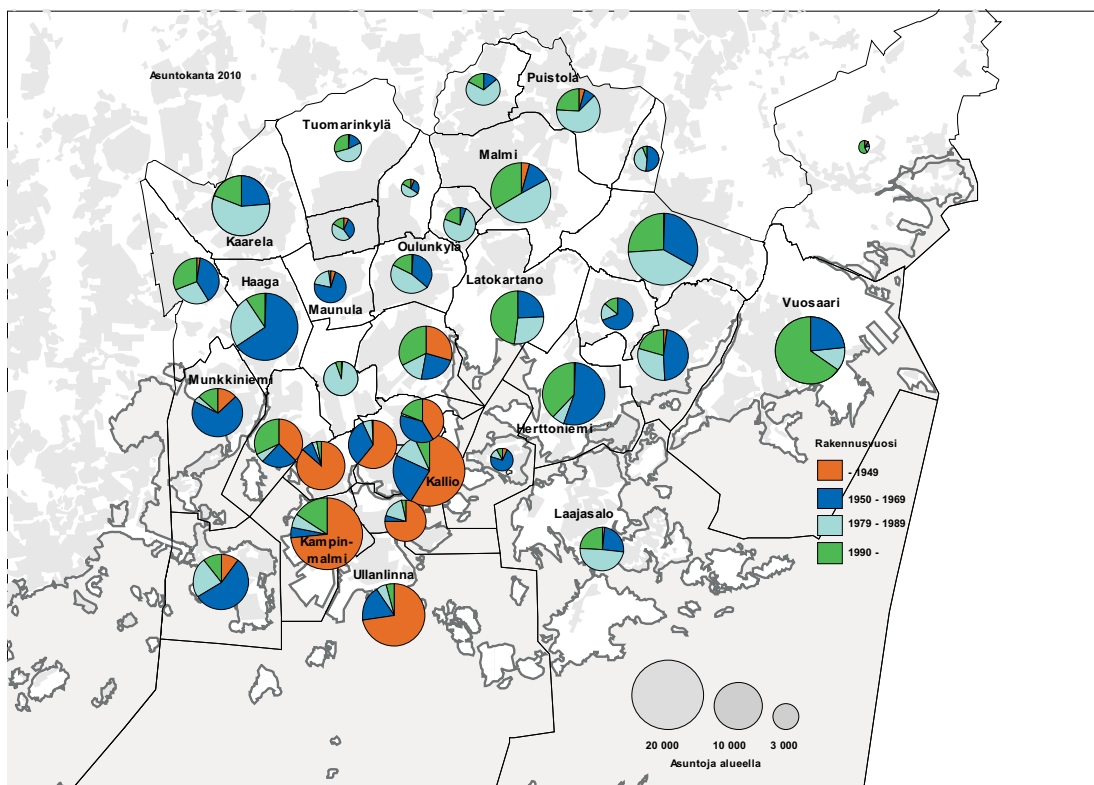 Asuntokanta 2010
Puistola
Tuomarinkylä
Malmi
Kaarela
Oulunkylä
Haaga
Maunula
Latokartano
Vuosaari
Munkkiniemi
Herttoniemi
Kallio
Kampin-
malmi
Laajasalo
Ullanlinna
Rakennusvuosi
- 1949
1950 - 1969
1979 - 1989
1990 -
20 000
10 000
3 000
Asuntoja alueella